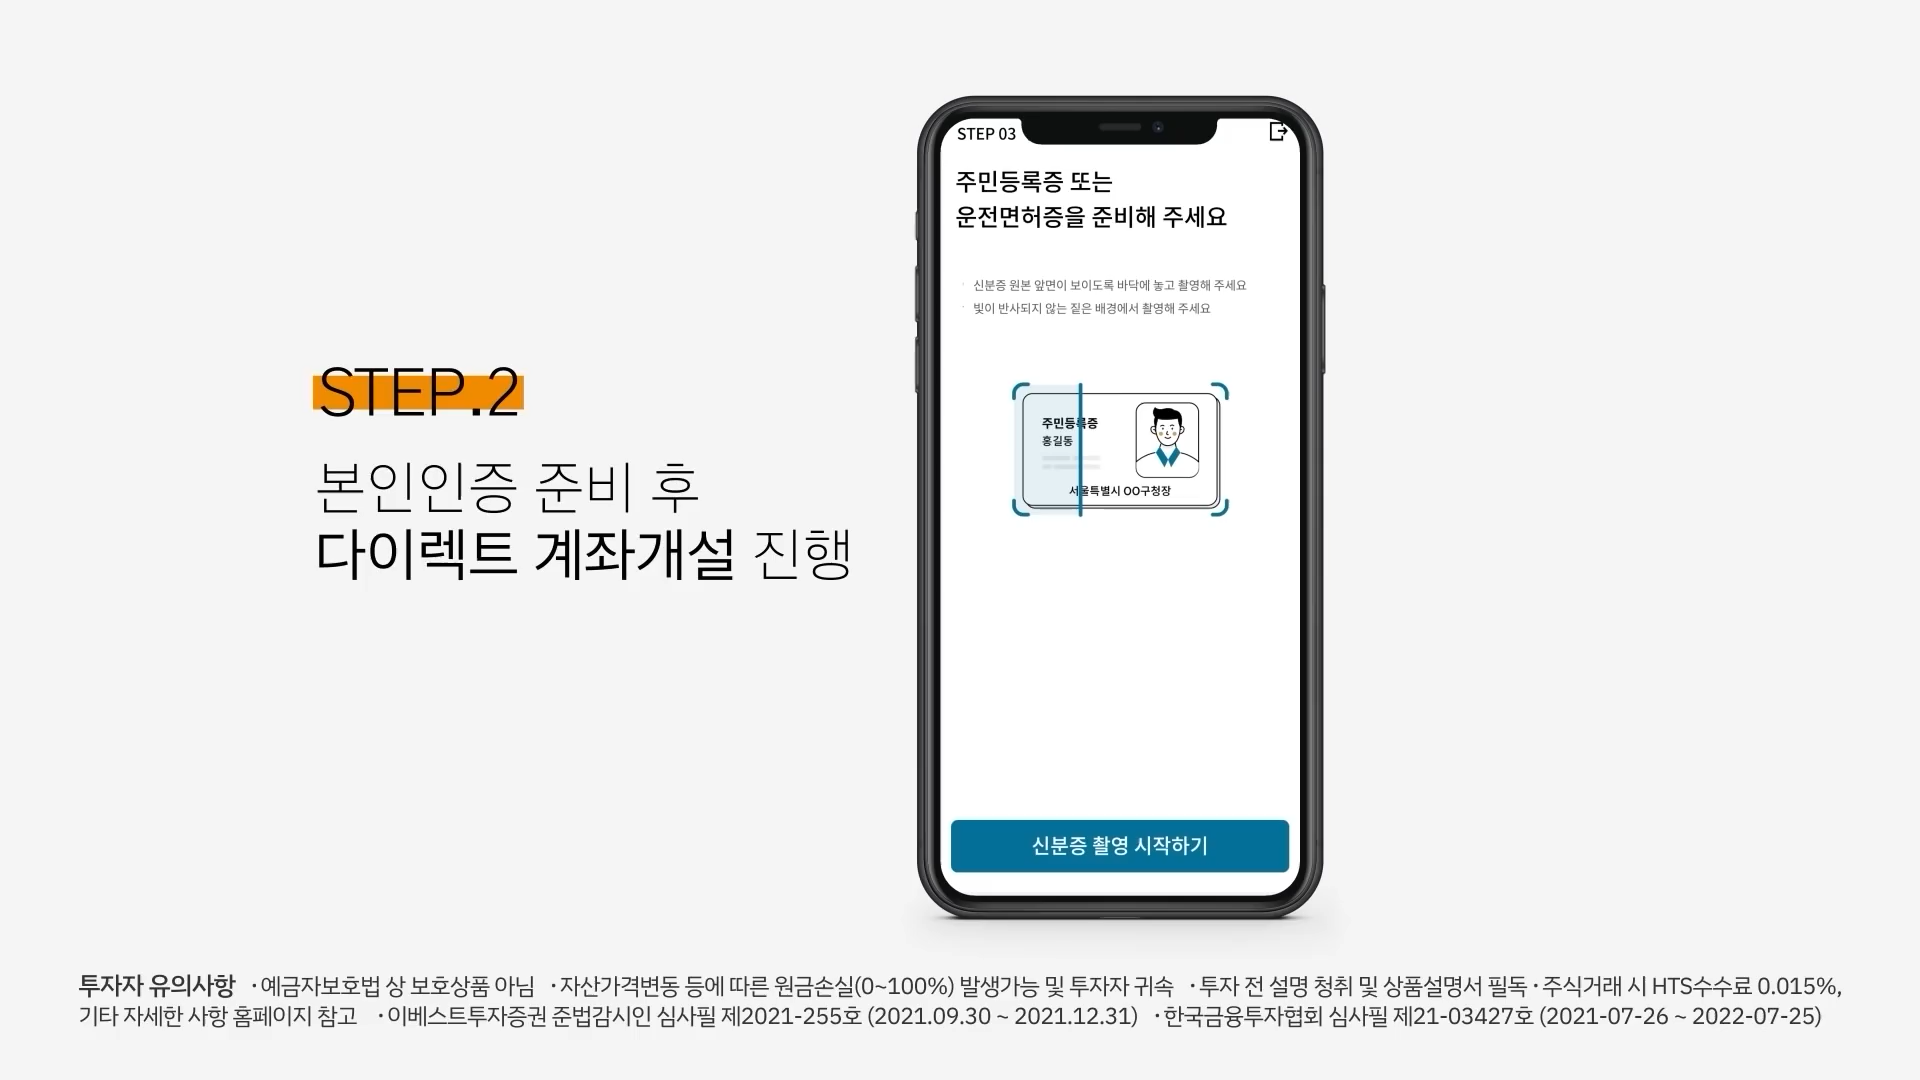 STEP.2
본인인증 준비 후
다이렉트 계좌개설 진행
STEP 03
주민등록증 또는
운전면허증을 준비해 주세요
· 신분증 원본 앞면이 보이도록 바닥에 놓고 촬영해 주세요
· 빛이 반사되지 않는 짙은 배경에서 촬영해 주세요
주민등록증
홍길동
서울특별시 OO구청장
신분증 촬영 시작하기
투자자 유의사항 ·예금자보호법 상 보호상품 아님 ·자산가격변동 등에 따른 원금손실(0~100%) 발생가능 및 투자자 귀속 ·투자 전 설명 청취 및 상품설명서 필독 ·주식거래 시 HTS수수료 0.015%,
기타 자세한 사항 홈페이지 참고 ·이베스트투자증권 준법감시인 심사필 제2021-255호 (2021.09.30 ~ 2021.12.31) ·한국금융투자협회 심사필 제21-03427호 (2021-07-26 ~ 2022-07-25)